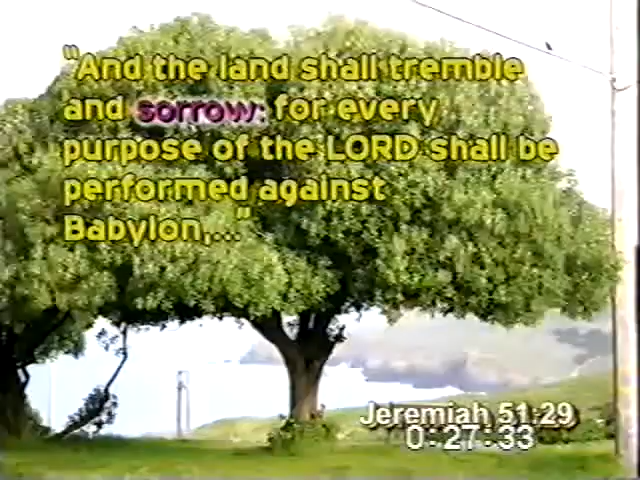 "And the land shall tremble
and sorrow: for every
purpose of the LORD shall be
performed against
Babylon,..."
Jeremiah 51:29
0:27:33